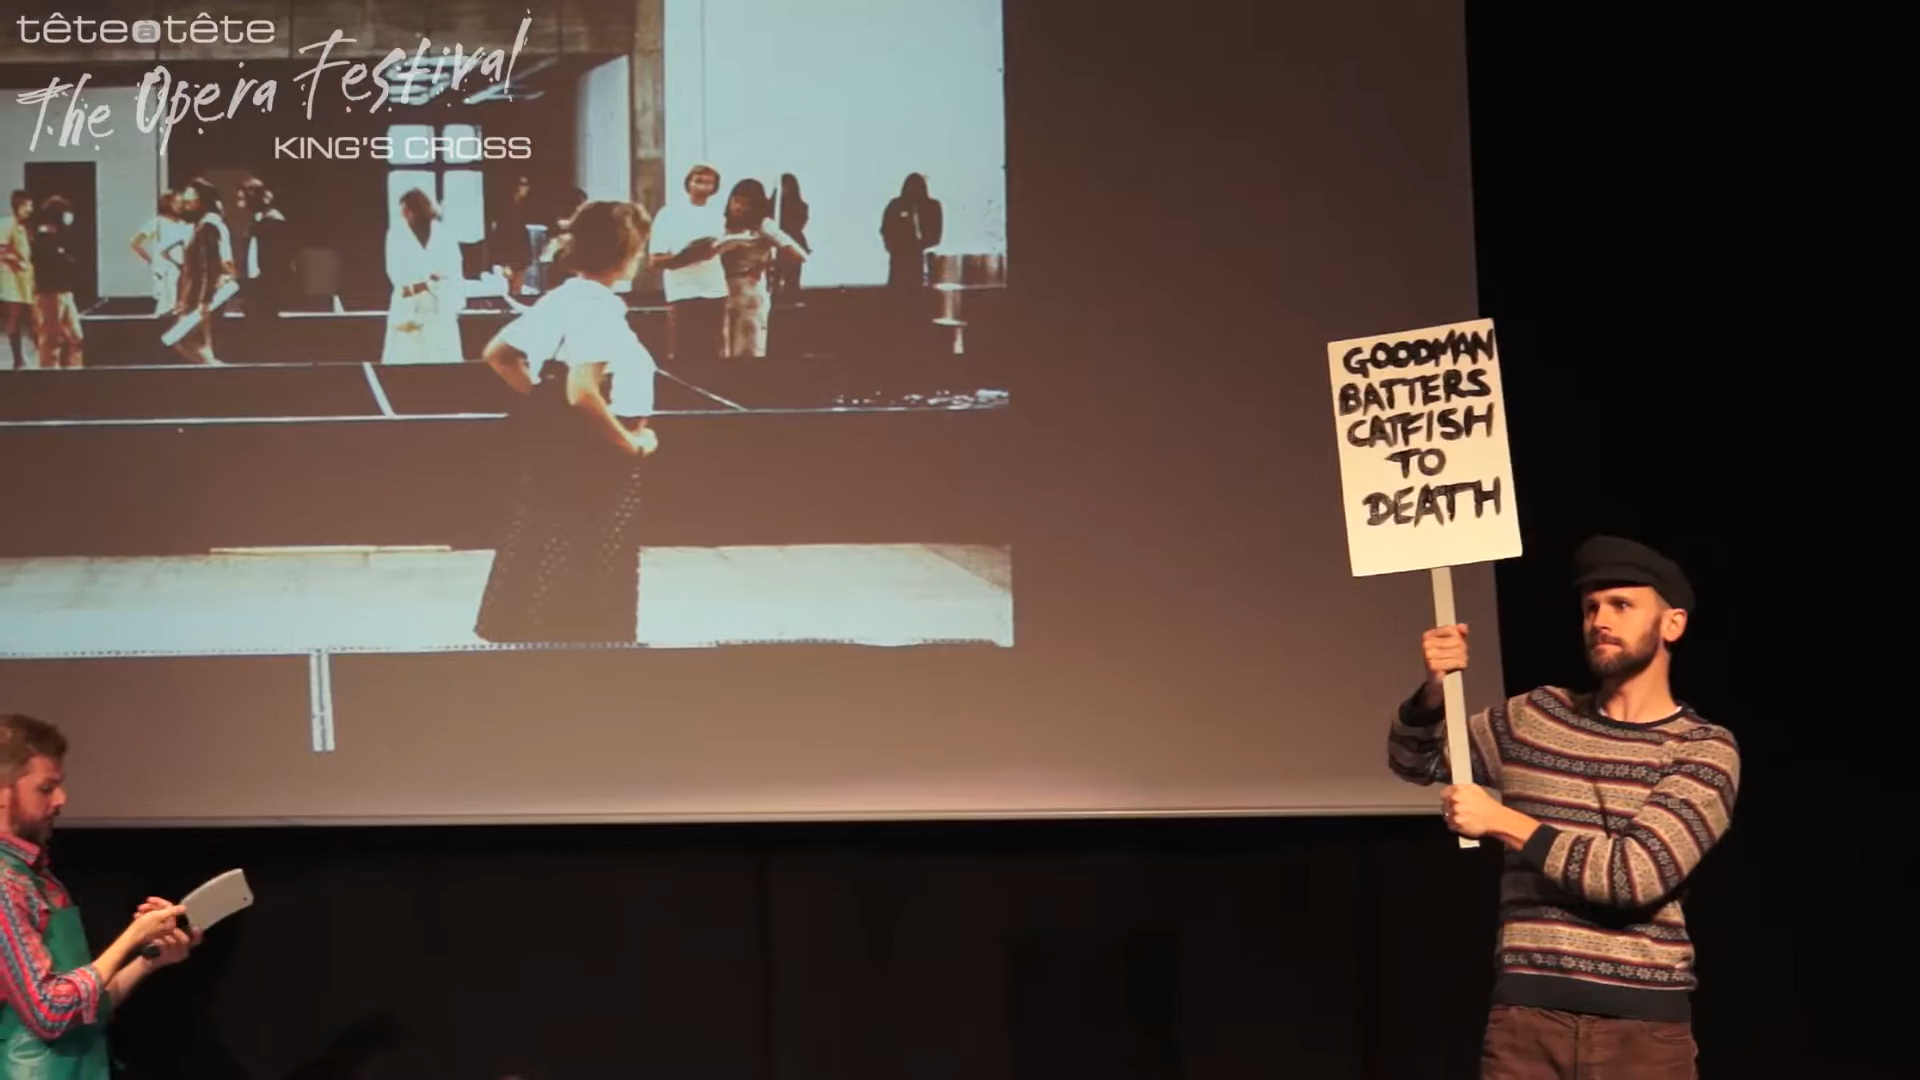 têteàtête
The Opera Festival
KING'S CROSS
GOODMAN
BATTERS
CATFISH
TO
DEATH